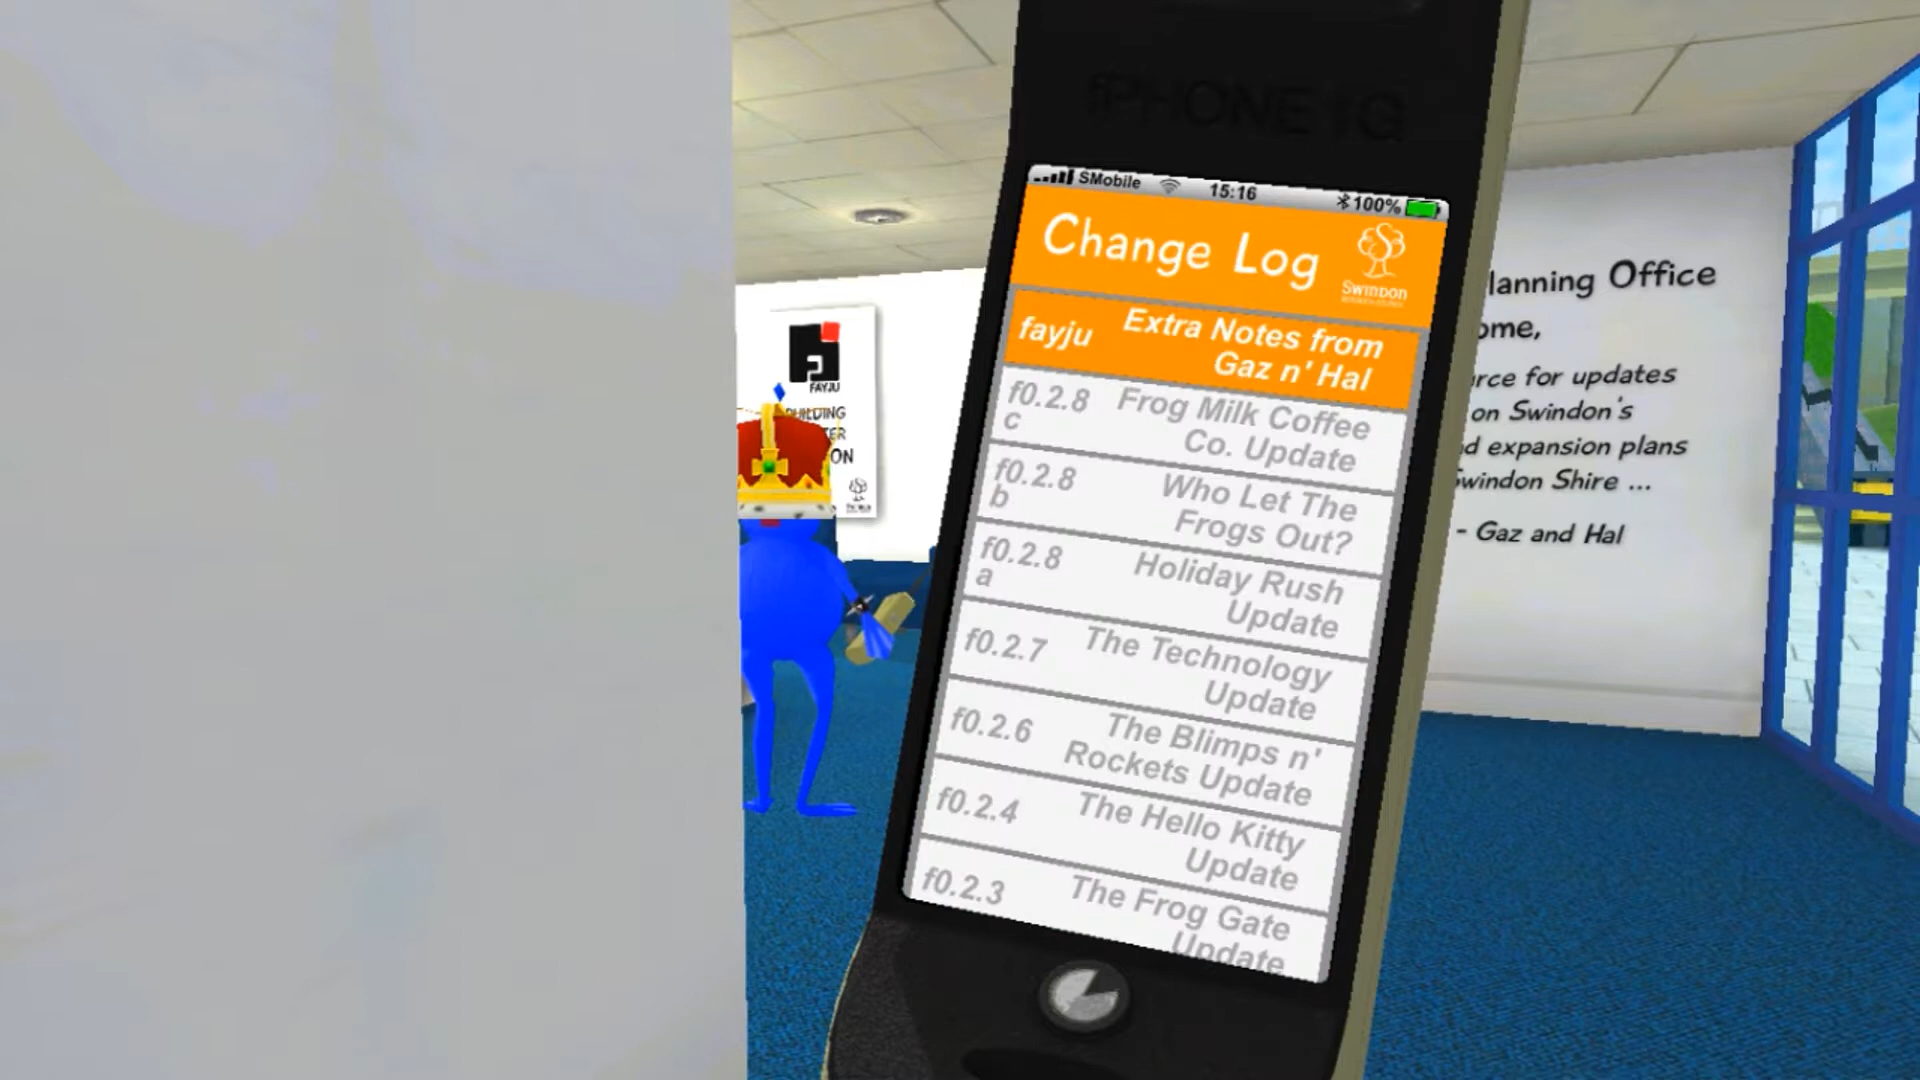 fPHONE 1G
SMobile 15:16 100%
Change Log
Swindon
fayju Extra Notes from
Gaz n' Hal
f0.2.8 Frog Milk Coffee
c Co. Update
f0.2.8 Who Let The
b Frogs Out?
f0.2.8 Holiday Rush
a Update
f0.2.7 The Technology
Update
f0.2.6 The Blimps n'
Rockets Update
f0.2.4 The Hello Kitty
Update
f0.2.3 The Frog Gate
Update
FAYJU
lanning Office
ome,
rce for updates
on Swindon's
d expansion plans
Swindon Shire ...
- Gaz and Hal